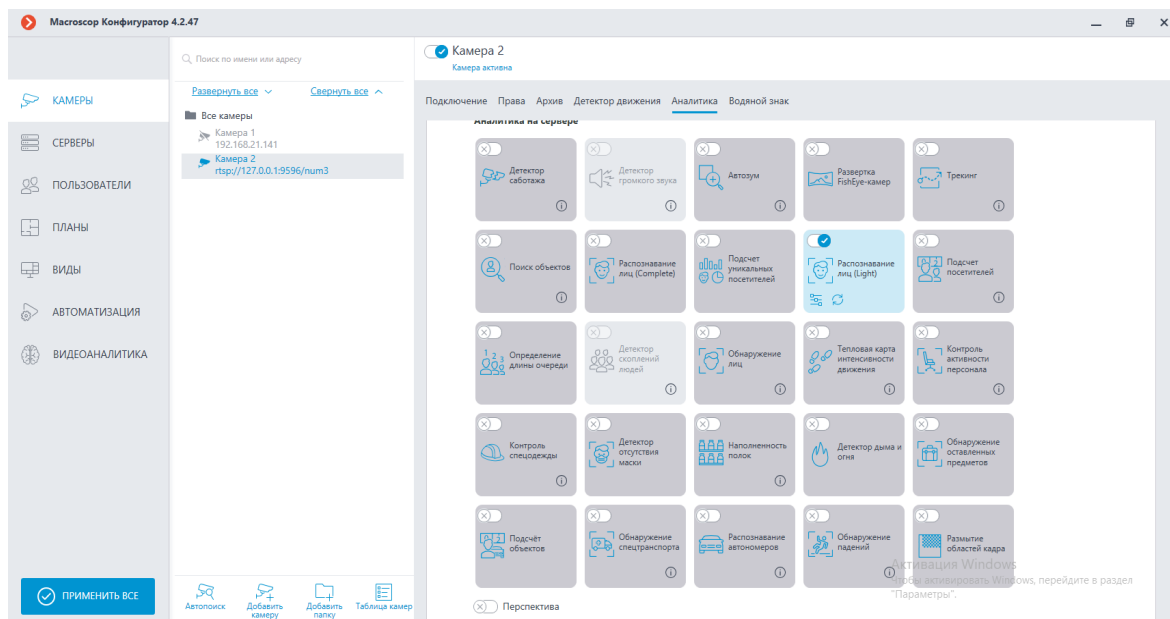 Macroscop Конфигуратор 4.2.47
КАМЕРЫ
СЕРВЕРЫ
ПОЛЬЗОВАТЕЛИ
ПЛАНЫ
ВИДЫ
АВТОМАТИЗАЦИЯ
ВИДЕОАНАЛИТИКА
ПРИМЕНИТЬ ВСЕ
Поиск по имени или адресу
Развернуть все
Свернуть все
Все камеры
Камера 1
192.168.21.141
Камера 2
rtsp://127.0.0.1:9596/num3
Автопоиск
Добавить
камеру
Добавить
папку
Таблица камер
Камера 2
Камера активна
Подключение Права Архив Детектор движения Аналитика Водяной знак
Аналитика на сервере
Детектор
саботажа
Детектор
громкого звука
Автозум
Развертка
FishEye-камер
Трекинг
Поиск объектов
Распознавание
лиц (Complete)
Подсчет
уникальных
посетителей
Распознавание
лиц (Light)
Подсчет
посетителей
Определение
длины очереди
Детектор
скоплений
людей
Обнаружение
лиц
Тепловая карта
интенсивности
движения
Контроль
активности
персонала
Контроль
спецодежды
Детектор
отсутствия
маски
Наполненность
полок
Детектор дыма и
огня
Обнаружение
оставленных
предметов
Подсчёт
объектов
Обнаружение
спецтранспорта
Распознавание
автономеров
Обнаружение
падений
Размытие
областей кадра
Активация Windows
Чтобы активировать Windows, перейдите в раздел
"Параметры".
Перспектива